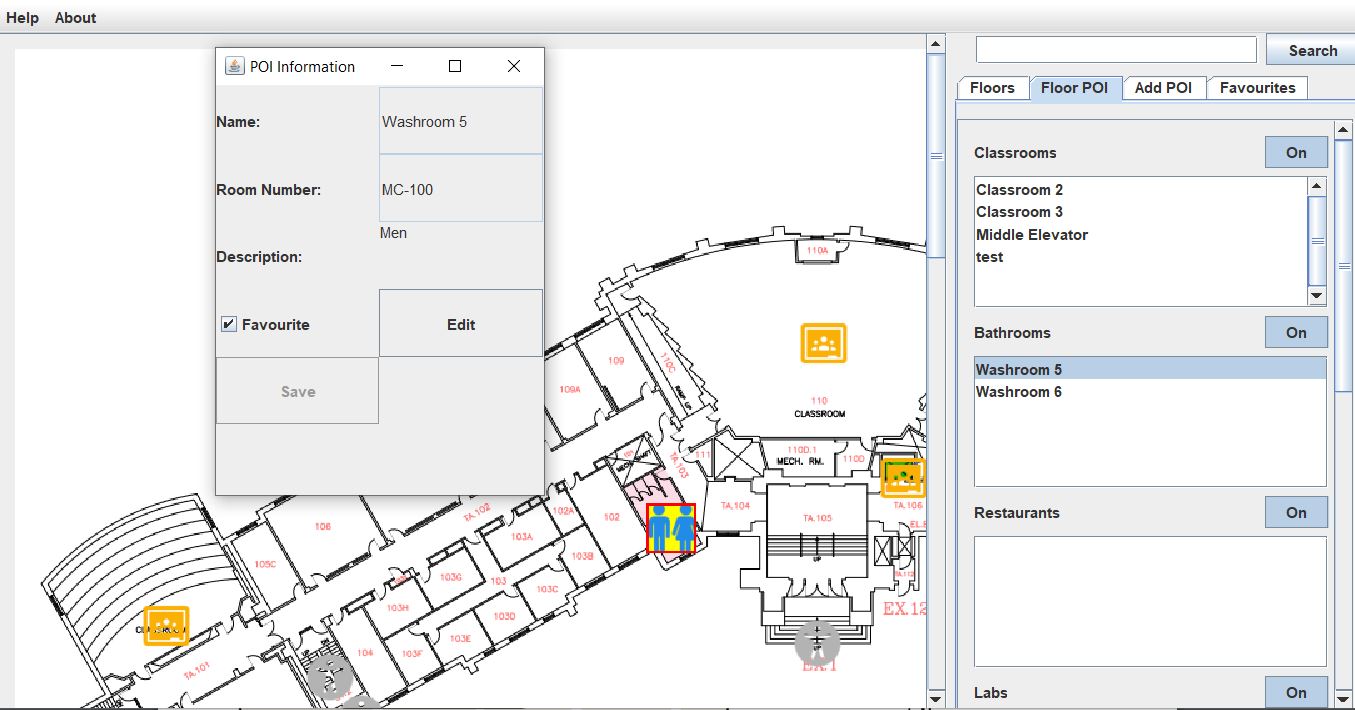 Help About
Search
Floors Floor POI Add POI Favourites
POI Information
Name: Washroom 5
Room Number: MC-100
Description: Men
Favourite Edit
Save
Classrooms On
Classroom 2
Classroom 3
Middle Elevator
test
Bathrooms On
Washroom 5
Washroom 6
Restaurants On
Labs On
110A
109
110C
109A
110
CLASSROOM
111
110D.1
MECH. RM.
110D
TA.103
TA.102
102A
102
TA.104
TA.105
TA.106
106
103A
103B
105C
103G
103
103C
103H
103D
103E
104
103F
TA.101
UP
EX.12
UP
EX.1